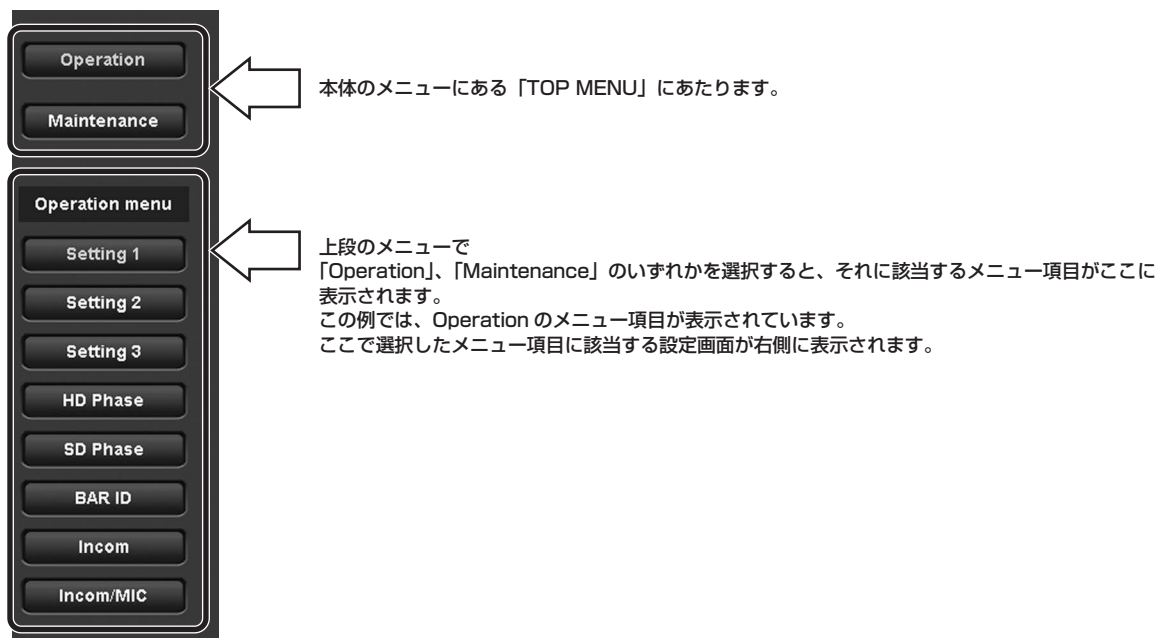 Operation
Maintenance
本体のメニューにある「TOP MENU」にあたります。
Operation menu
Setting 1
Setting 2
Setting 3
HD Phase
SD Phase
BAR ID
Incom
Incom/MIC
上段のメニューで
「Operation」、「Maintenance」のいずれかを選択すると、それに該当するメニュー項目がここに
表示されます。
この例では、Operation のメニュー項目が表示されています。
ここで選択したメニュー項目に該当する設定画面が右側に表示されます。